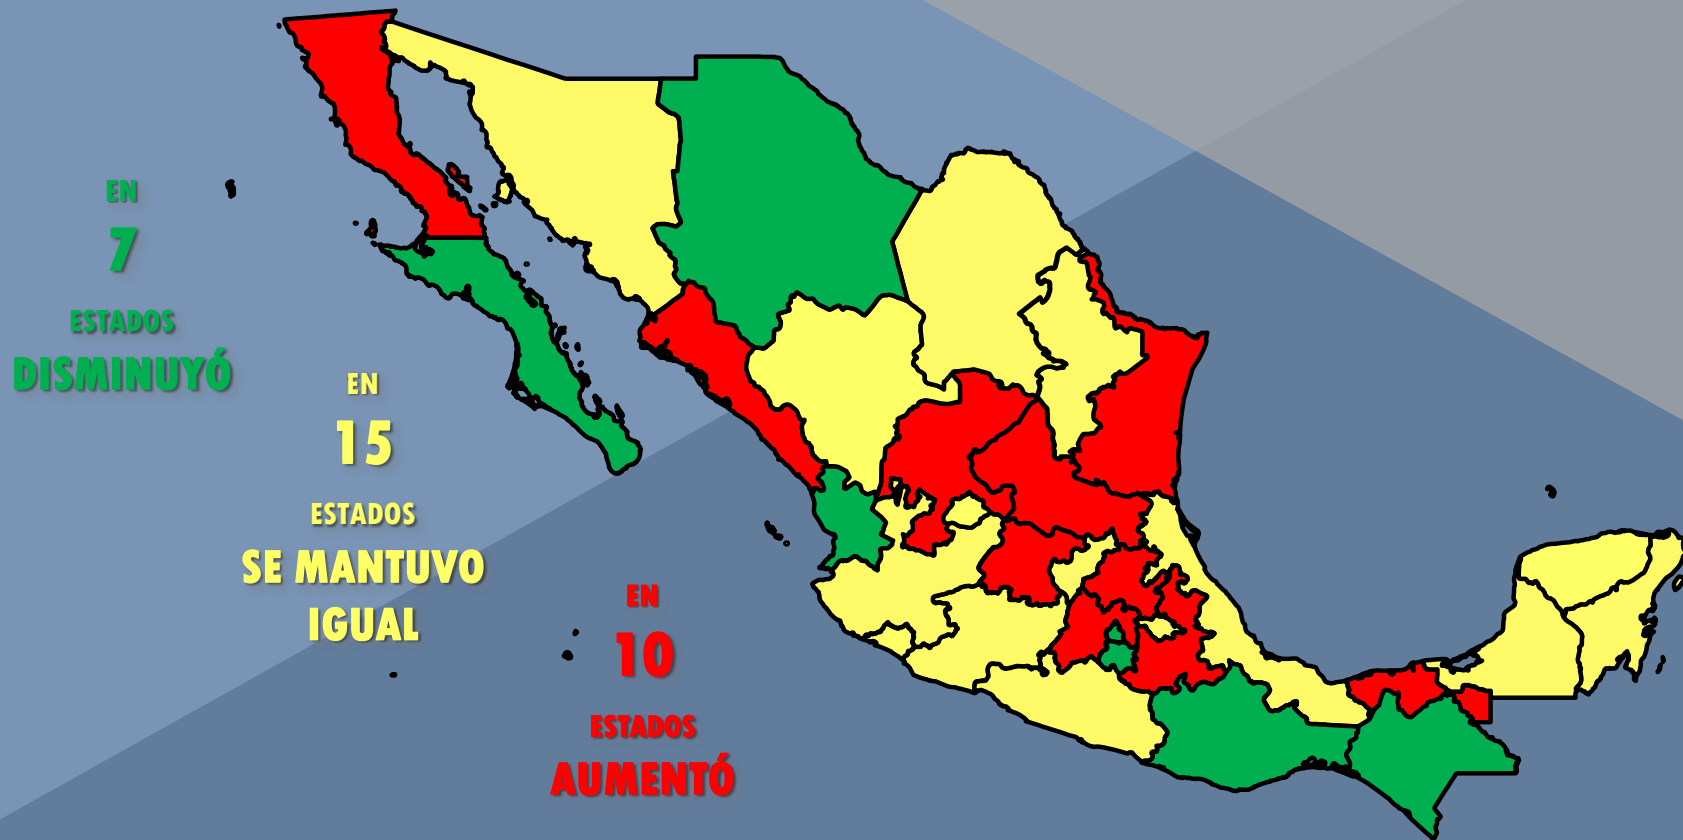 EN
7
ESTADOS
DISMINUYÓ
EN
15
ESTADOS
SE MANTUVO
IGUAL
EN
10
ESTADOS
AUMENTÓ